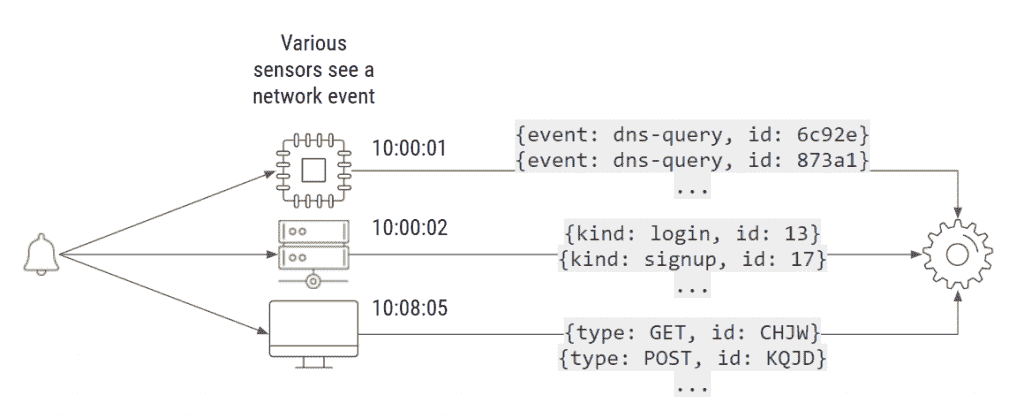 Various
sensors see a
network event
10:00:01
{event: dns-query, id: 6c92e}
{event: dns-query, id: 873a1}
...
10:00:02
{kind: login, id: 13}
{kind: signup, id: 17}
...
10:08:05
{type: GET, id: CHJW}
{type: POST, id: KQJD}
...